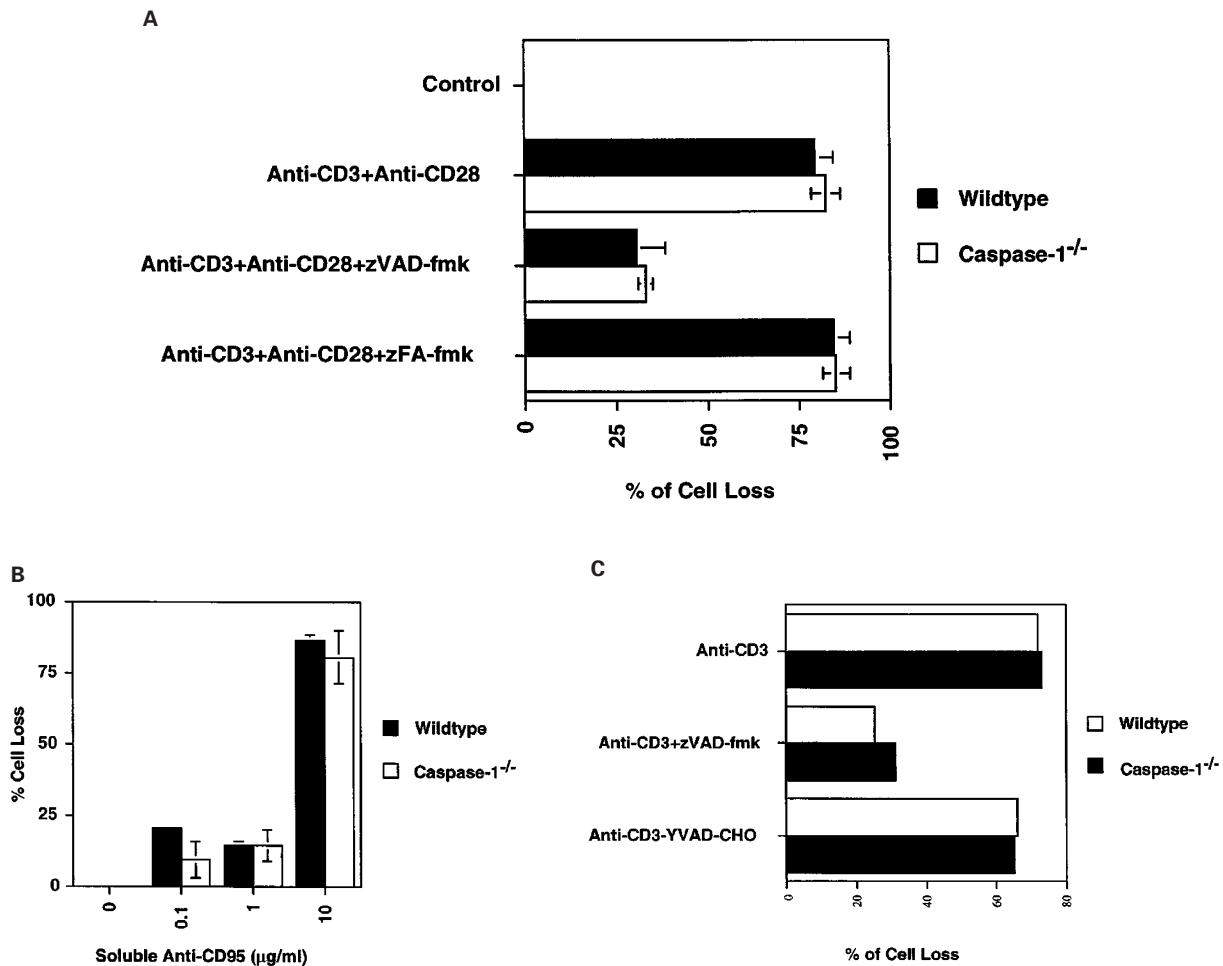 A
Control
Anti-CD3+Anti-CD28
Anti-CD3+Anti-CD28+zVAD-fmk
Anti-CD3+Anti-CD28+zFA-fmk
0
25
50
75
100
% of Cell Loss
Wildtype
Caspase-1-/-
B
% Cell Loss
100
75
50
25
0
0
0.1
1
10
Soluble Anti-CD95 (μg/ml)
Wildtype
Caspase-1-/-
C
Anti-CD3
Anti-CD3+zVAD-fmk
Anti-CD3-YVAD-CHO
0
20
40
60
80
% of Cell Loss
Wildtype
Caspase-1-/-